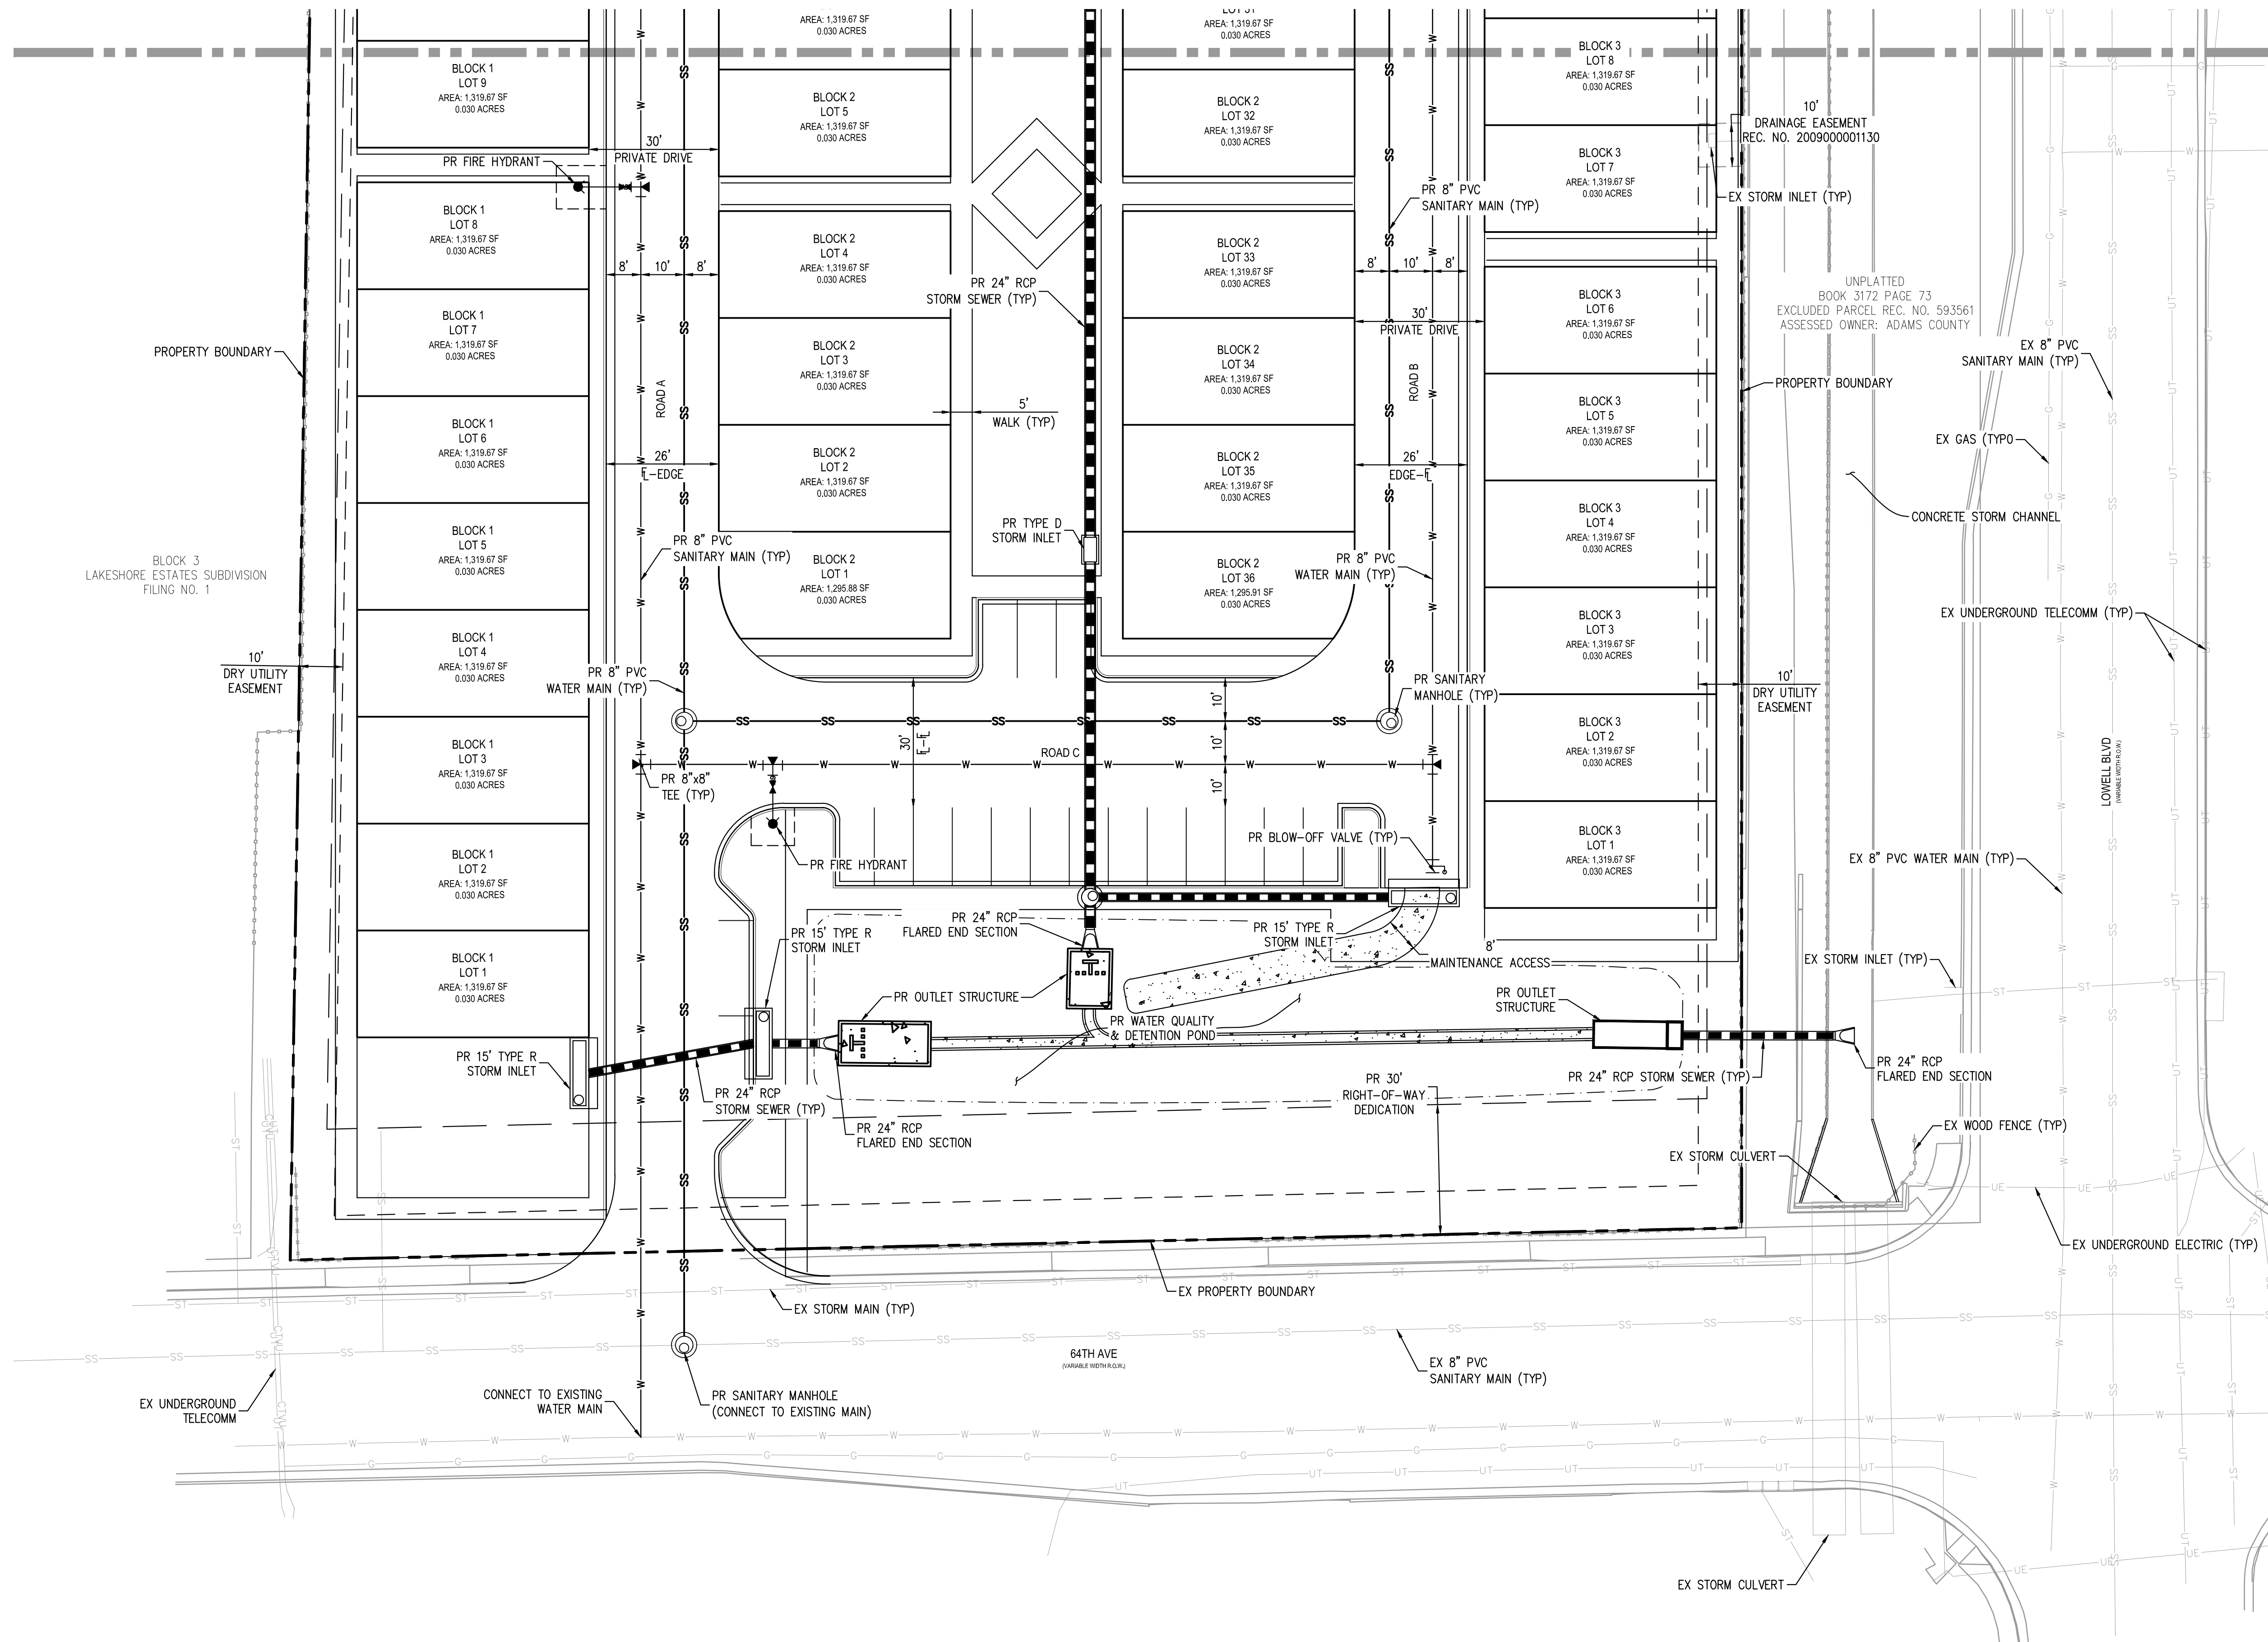 AREA: 1,319.67 SF
0.030 ACRES
LOT 31
AREA: 1,319.67 SF
0.030 ACRES
BLOCK 1
LOT 9
AREA: 1,319.67 SF
0.030 ACRES
BLOCK 2
LOT 5
AREA: 1,319.67 SF
0.030 ACRES
BLOCK 2
LOT 32
AREA: 1,319.67 SF
0.030 ACRES
BLOCK 3
LOT 8
AREA: 1,319.67 SF
0.030 ACRES
10'
DRAINAGE EASEMENT
REC. NO. 2009000001130
30'
PRIVATE DRIVE
PR FIRE HYDRANT
BLOCK 3
LOT 7
AREA: 1,319.67 SF
0.030 ACRES
EX STORM INLET (TYP)
PR 8" PVC
SANITARY MAIN (TYP)
BLOCK 1
LOT 8
AREA: 1,319.67 SF
0.030 ACRES
BLOCK 2
LOT 4
AREA: 1,319.67 SF
0.030 ACRES
BLOCK 2
LOT 33
AREA: 1,319.67 SF
0.030 ACRES
8'
10'
8'
8'
10'
8'
PR 24" RCP
STORM SEWER (TYP)
UNPLATTED
BOOK 3172 PAGE 73
EXCLUDED PARCEL REC. NO. 593561
ASSESSED OWNER: ADAMS COUNTY
BLOCK 3
LOT 6
AREA: 1,319.67 SF
0.030 ACRES
30'
PRIVATE DRIVE
BLOCK 1
LOT 7
AREA: 1,319.67 SF
0.030 ACRES
BLOCK 2
LOT 3
AREA: 1,319.67 SF
0.030 ACRES
BLOCK 2
LOT 34
AREA: 1,319.67 SF
0.030 ACRES
PROPERTY BOUNDARY
EX 8" PVC
SANITARY MAIN (TYP)
PROPERTY BOUNDARY
ROAD A
ROAD B
5'
WALK (TYP)
BLOCK 3
LOT 5
AREA: 1,319.67 SF
0.030 ACRES
BLOCK 1
LOT 6
AREA: 1,319.67 SF
0.030 ACRES
EX GAS (TYP0
26'
FL-EDGE
BLOCK 2
LOT 2
AREA: 1,319.67 SF
0.030 ACRES
BLOCK 2
LOT 35
AREA: 1,319.67 SF
0.030 ACRES
26'
EDGE-FL
BLOCK 3
LOT 4
AREA: 1,319.67 SF
0.030 ACRES
CONCRETE STORM CHANNEL
BLOCK 1
LOT 5
AREA: 1,319.67 SF
0.030 ACRES
PR TYPE D
STORM INLET
PR 8" PVC
SANITARY MAIN (TYP)
BLOCK 3
LAKESHORE ESTATES SUBDIVISION
FILING NO. 1
BLOCK 2
LOT 1
AREA: 1,295.88 SF
0.030 ACRES
BLOCK 2
LOT 36
AREA: 1,295.91 SF
0.030 ACRES
PR 8" PVC
WATER MAIN (TYP)
BLOCK 3
LOT 3
AREA: 1,319.67 SF
0.030 ACRES
EX UNDERGROUND TELECOMM (TYP)
BLOCK 1
LOT 4
AREA: 1,319.67 SF
0.030 ACRES
10'
DRY UTILITY
EASEMENT
PR 8" PVC
WATER MAIN (TYP)
PR SANITARY
MANHOLE (TYP)
10'
DRY UTILITY
EASEMENT
10'
10'
10'
30'
FL-FL
BLOCK 3
LOT 2
AREA: 1,319.67 SF
0.030 ACRES
BLOCK 1
LOT 3
AREA: 1,319.67 SF
0.030 ACRES
ROAD C
LOWELL BLVD
(VARIABLE WIDTH R.O.W.)
PR 8"x8"
TEE (TYP)
PR BLOW-OFF VALVE (TYP)
PR FIRE HYDRANT
BLOCK 3
LOT 1
AREA: 1,319.67 SF
0.030 ACRES
BLOCK 1
LOT 2
AREA: 1,319.67 SF
0.030 ACRES
EX 8" PVC WATER MAIN (TYP)
PR 24" RCP
FLARED END SECTION
PR 15' TYPE R
STORM INLET
PR 15' TYPE R
STORM INLET
8'
MAINTENANCE ACCESS
EX STORM INLET (TYP)
BLOCK 1
LOT 1
AREA: 1,319.67 SF
0.030 ACRES
PR OUTLET STRUCTURE
PR OUTLET
STRUCTURE
PR WATER QUALITY
& DETENTION POND
PR 15' TYPE R
STORM INLET
PR 24" RCP
STORM SEWER (TYP)
PR 30'
RIGHT-OF-WAY
DEDICATION
PR 24" RCP STORM SEWER (TYP)
PR 24" RCP
FLARED END SECTION
PR 24" RCP
FLARED END SECTION
EX WOOD FENCE (TYP)
EX STORM CULVERT
EX UNDERGROUND ELECTRIC (TYP)
EX PROPERTY BOUNDARY
EX STORM MAIN (TYP)
64TH AVE
(VARIABLE WIDTH R.O.W.)
EX 8" PVC
SANITARY MAIN (TYP)
EX UNDERGROUND
TELECOMM
CONNECT TO EXISTING
WATER MAIN
PR SANITARY MANHOLE
(CONNECT TO EXISTING MAIN)
EX STORM CULVERT